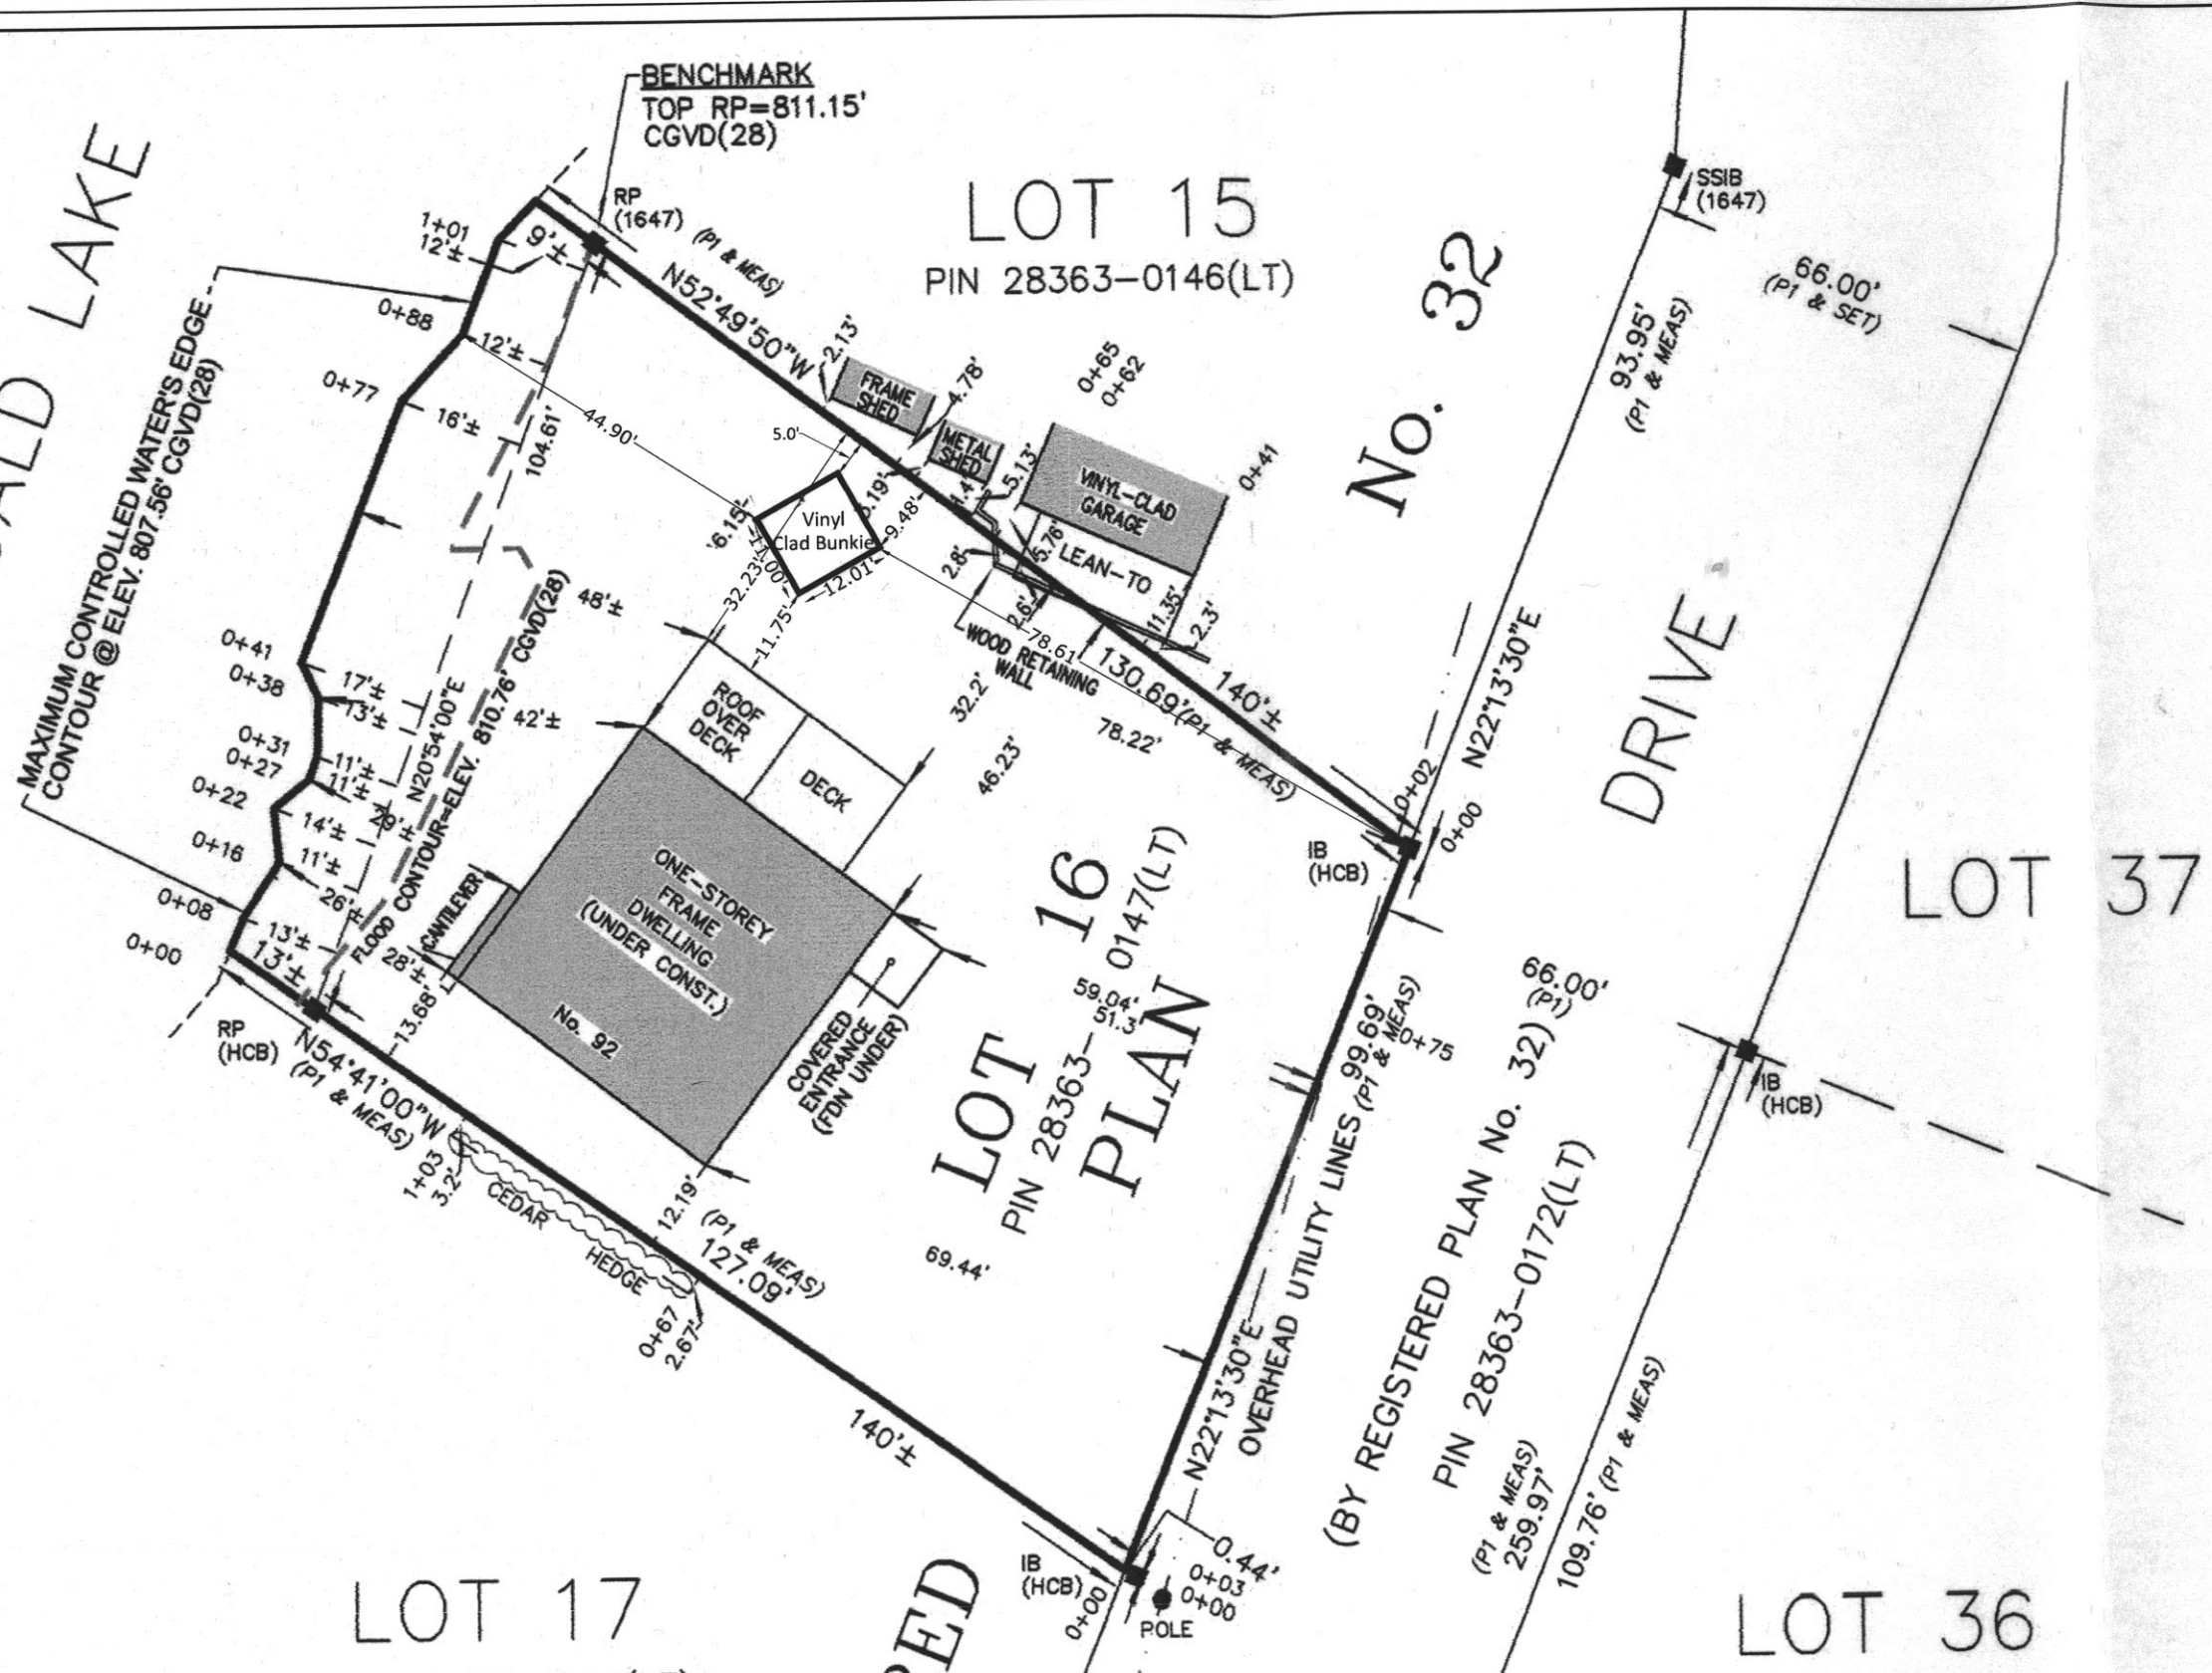 BENCHMARK
TOP RP=811.15'
CGVD(28)
RP
(1647)
(P1 & MEAS)
LOT 15
PIN 28363-0146(LT)
No. 32
SSIB
(1647)
66.00'
(P1 & SET)
93.95'
(P1 & MEAS)
LAKE
1+01
12'±
9'±
0+88
12'±
0+77
16'±
N52°49'50"W
104.61'
44.90'
MAXIMUM CONTROLLED WATER'S EDGE
CONTOUR @ ELEV. 807.56' CGVD(28)
2.13'
FRAME
SHED
4.78'
METAL
SHED
0+65
0+62
5.13'
VINYL-CLAD
GARAGE
0+41
5.0'
Vinyl
Clad Bunkie
9.48'
11.00'
12.01'
32.23'
11.75'
2.8'
5.76'
LEAN-TO
2.6'
11.35'
2.3'
78.61
WOOD RETAINING
WALL
130.69'(P1 & MEAS)
140'±
48'±
42'±
0+41
0+38
17'±
13'±
0+31
0+27
11'±
11'±
0+22
14'±
29'±
0+16
11'±
26'±
0+08
13'±
0+00
13'±
28'±
N20°54'00"E
FLOOD CONTOUR=ELEV. 810.76' CGVD(28)
ROOF
OVER
DECK
DECK
32.2'
46.23'
78.22'
CANTILEVER
ONE-STOREY
FRAME
DWELLING
(UNDER CONST.)
No. 92
COVERED
ENTRANCE
(FDN UNDER)
13.68'
RP
(HCB)
N54°41'00"W
(P1 & MEAS)
1+03
3.2'
CEDAR
HEDGE
12.19'
(P1 & MEAS)
127.09'
0+67
2.67'
69.44'
140'±
LOT 16
PIN 28363-0147(LT)
59.04'
51.3'
PLAN
IB
(HCB)
0+02
0+00
N22°13'30"E
DRIVE
LOT 37
66.00'
(P1)
99.69'
(P1 & MEAS)
0+75
IB
(HCB)
N22°13'30"E
OVERHEAD UTILITY LINES
(BY REGISTERED PLAN No. 32)
PIN 28363-0172(LT)
(P1 & MEAS)
259.97'
109.76' (P1 & MEAS)
IB
(HCB)
0+00
0.44'
0+03
0+00
POLE
LOT 17
LOT 36